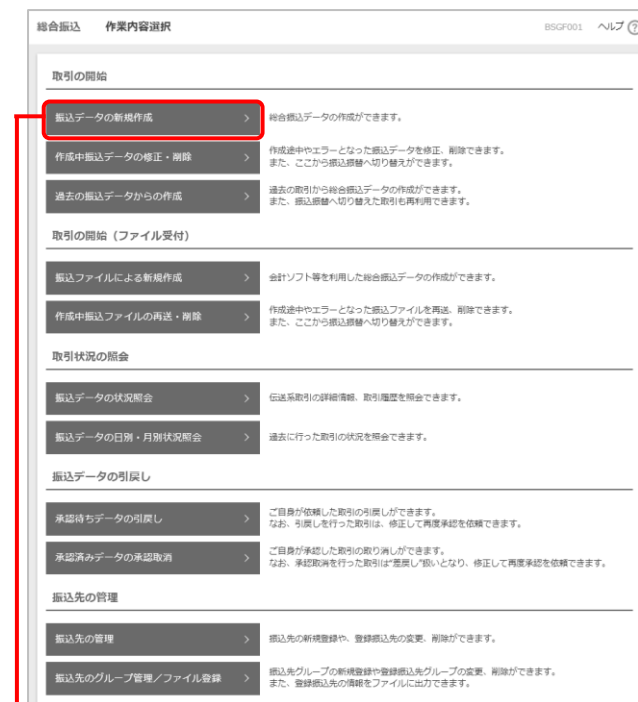 総合振込 作業内容選択 BSGF001 ヘルプ ?
取引の開始
振込データの新規作成 >
総合振込データの作成ができます。
作成中振込データの修正・削除 >
作成途中やエラーとなった振込データを修正、削除できます。
また、ここから振込振替へ切り替えができます。
過去の振込データからの作成 >
過去の取引から総合振込データの作成ができます。
また、振込振替へ切り替えた取引も再利用できます。
取引の開始（ファイル受付）
振込ファイルによる新規作成 >
会計ソフト等を利用した総合振込データの作成ができます。
作成中振込ファイルの再送・削除 >
作成途中やエラーとなった振込ファイルを再送、削除できます。
また、ここから振込振替へ切り替えができます。
取引状況の照会
振込データの状況照会 >
伝送系取引の詳細情報、取引履歴を照会できます。
振込データの日別・月別状況照会 >
過去に行った取引の状況を照会できます。
振込データの引戻し
承認待ちデータの引戻し >
ご自身が依頼した取引の引戻しができます。
なお、引戻しを行った取引は、修正して再度承認を依頼できます。
承認済みデータの承認取消 >
ご自身が承認した取引の取り消しができます。
なお、承認取消を行った取引は"差戻し"扱いとなり、修正して再度承認を依頼できます。
振込先の管理
振込先の管理 >
振込先の新規登録や、登録振込先の変更、削除ができます。
振込先のグループ管理／ファイル登録 >
振込先グループの新規登録や登録振込先グループの変更、削除ができます。
また、登録振込先の情報をファイルに出力できます。